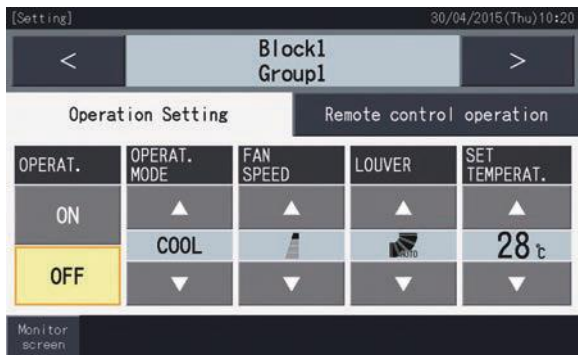 [Setting]
30/04/2015(Thu)10:20
<
Block1
Group1
>
Operation Setting
Remote control operation
OPERAT.
OPERAT.
MODE
FAN
SPEED
LOUVER
SET
TEMPERAT.
ON
COOL
AUTO
28℃
OFF
Monitor
screen